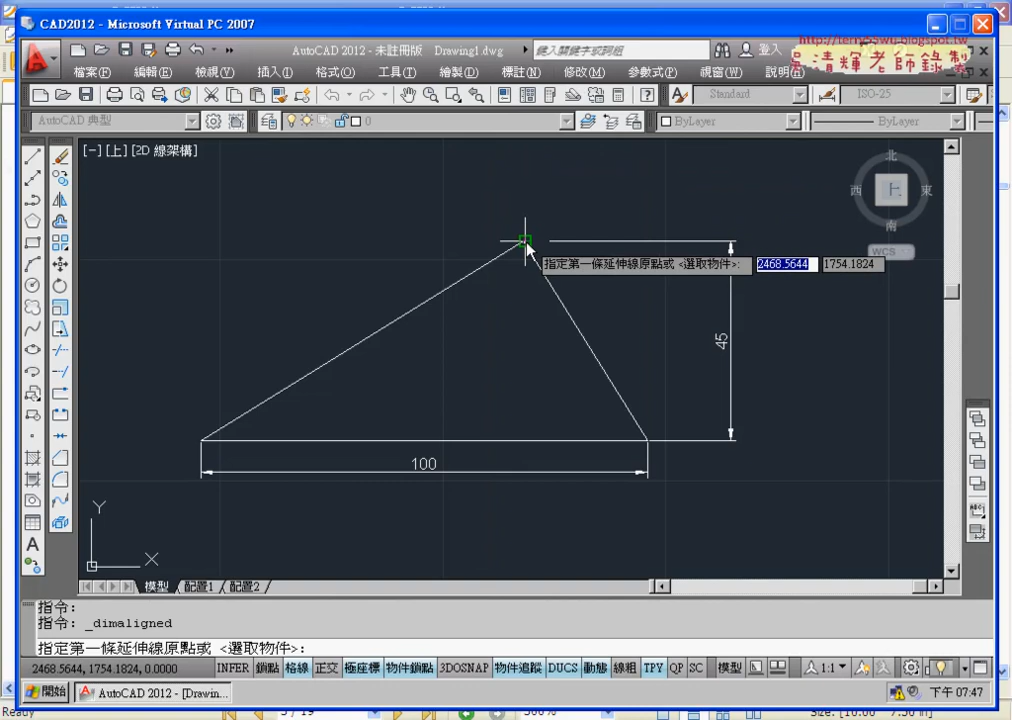 CAD2012 - Microsoft Virtual PC 2007
http://terry55wu.blogspot.tw
吳清輝老師錄製
AutoCAD 2012 - 未註冊版 Drawing1.dwg
鍵入關鍵字或詞組
登入
檔案(F) 編輯(E) 檢視(V) 插入(I) 格式(O) 工具(T) 繪製(D) 標註(N) 修改(M) 參數式(P) 視窗(W) 說明(H)
Standard
ISO-25
AutoCAD 典型
0
ByLayer
ByLayer
[−] [上] [2D 線架構]
北
西
上
東
南
WCS
指定第一條延伸線原點或 <選取物件>: 2468.5644 1754.1824
45
100
Y
X
模型 配置1 配置2
指令:
指令: _dimaligned
指定第一條延伸線原點或 <選取物件>:
2468.5644, 1754.1824, 0.0000
INFER 鎖點 格線 正交 極座標 物件鎖點 3DOSNAP 物件追蹤 DUCS 動態 線粗 TPY QP SC
模型
1:1
開始
AutoCAD 2012 - [Drawin...
下午 07:47
Ready